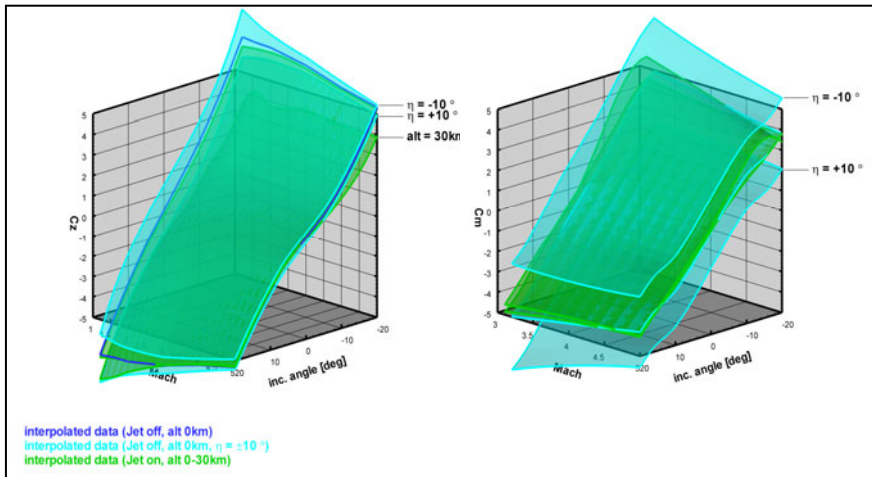 η = -10 °
η = +10 °
alt = 30km
5
4
3
2
1
0
-1
-2
-3
-4
-5
Cz
1
Mach
520
10
0
-10
-20
inc. angle [deg]
η = -10 °
η = +10 °
5
4
3
2
1
0
-1
-2
-3
-4
-5
Cm
3
3.5
4
4.5
Mach
520
10
0
-10
-20
inc. angle [deg]
interpolated data (Jet off, alt 0km)
interpolated data (Jet off, alt 0km, η = ±10 °)
interpolated data (Jet on, alt 0-30km)